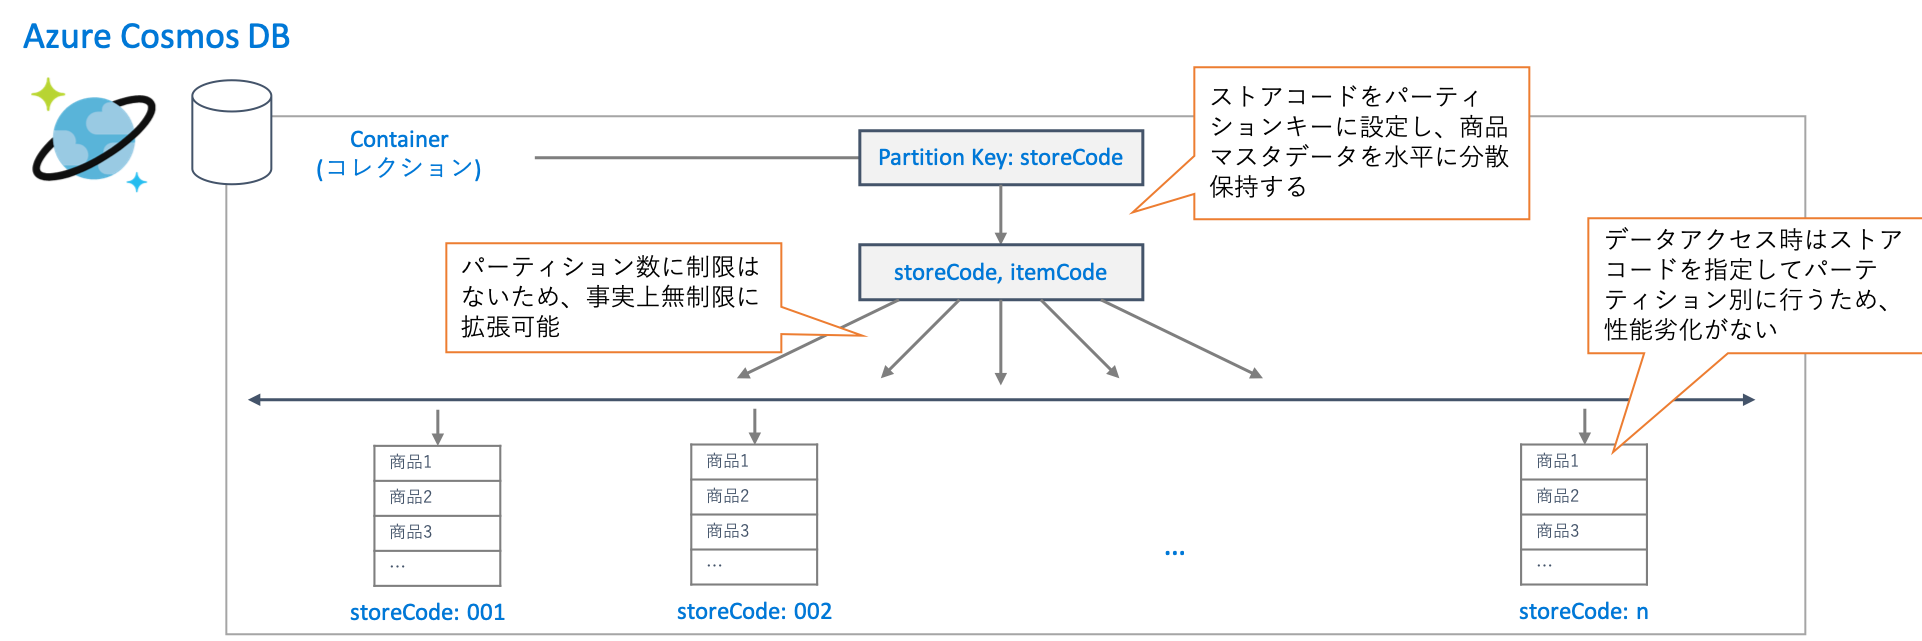 Azure Cosmos DB
Container
(コレクション)
Partition Key: storeCode
ストアコードをパーティ
ションキーに設定し、商品
マスタデータを水平に分散
保持する
storeCode, itemCode
パーティション数に制限は
ないため、事実上無制限に
拡張可能
データアクセス時はストア
コードを指定してパーテ
ティション別に行うため、
性能劣化がない
商品1
商品2
商品3
…
storeCode: 001
商品1
商品2
商品3
…
storeCode: 002
...
商品1
商品2
商品3
…
storeCode: n